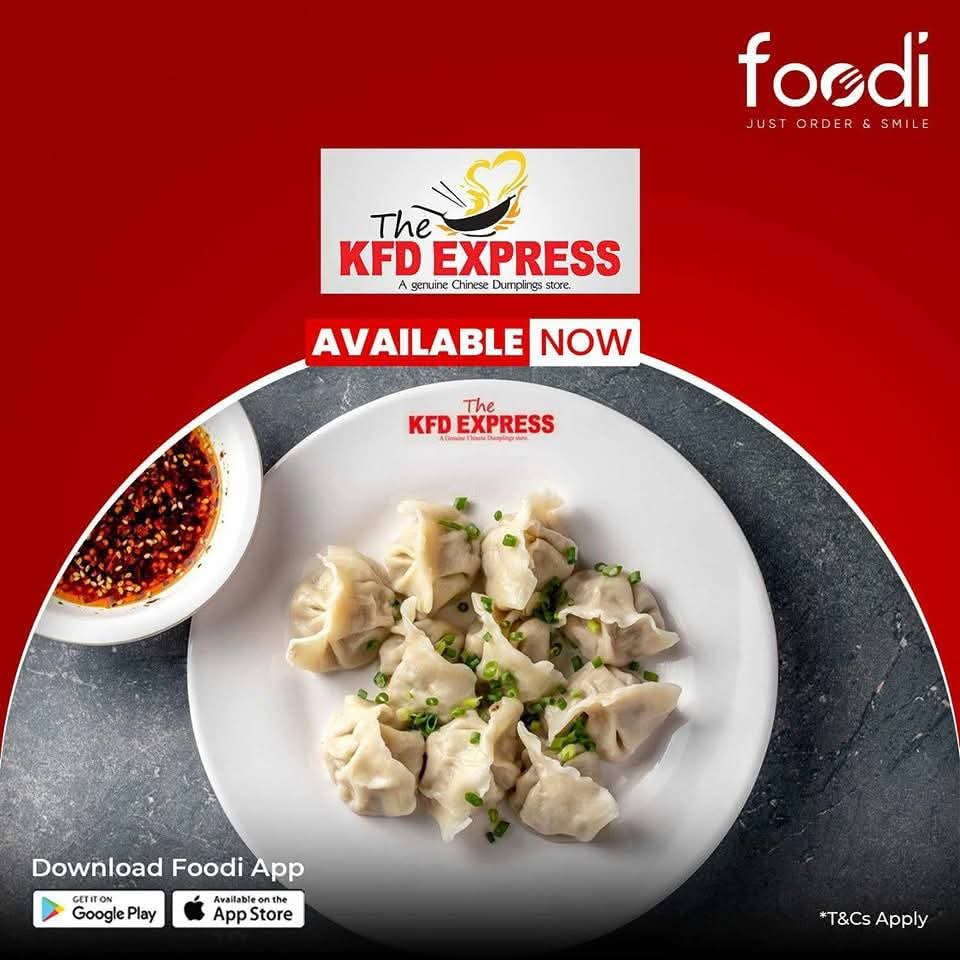 foodi
JUST ORDER & SMILE
The
KFD EXPRESS
A genuine Chinese Dumplings store.
AVAILABLE NOW
The
KFD EXPRESS
A Genuine Chinese Dumplings store.
Download Foodi App
GET IT ON
Google Play
Available on the
App Store
*T&Cs Apply